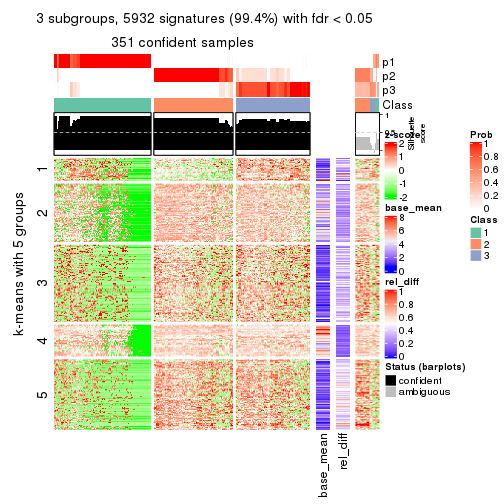 3 subgroups, 5932 signatures (99.4%) with fdr < 0.05
351 confident samples
p1
p2
p3
Class
1
0.5
Silhouette
score
k-means with 5 groups
1
2
3
4
5
base_mean
rel_diff
z-score
2
1
0
-1
-2
base_mean
8
6
4
2
0
rel_diff
1
0.8
0.6
0.4
0.2
0
Status (barplots)
confident
ambiguous
Prob
1
0.8
0.6
0.4
0.2
0
Class
1
2
3